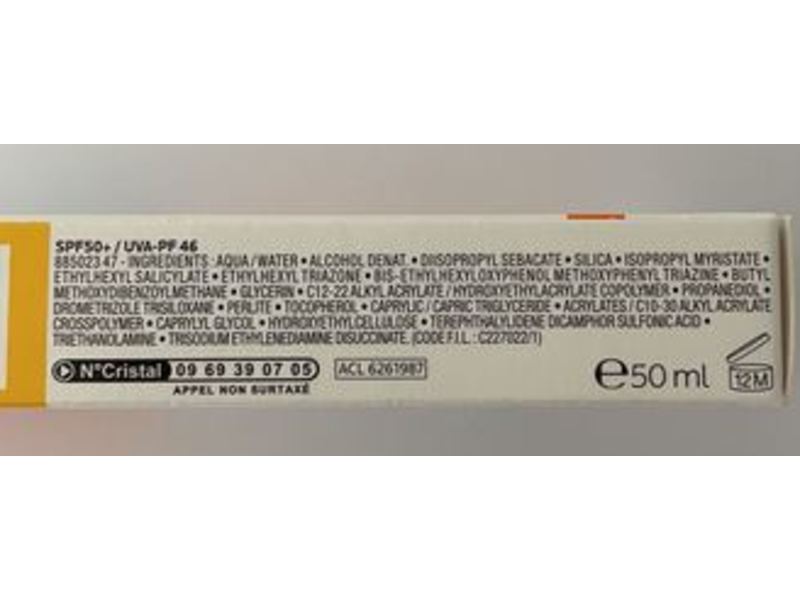 SPF50+ / UVA-PF 46
8850234 7 - INGREDIENTS : AQUA / WATER • ALCOHOL DENAT. • DIISOPROPYL SEBACATE • SILICA • ISOPROPYL MYRISTATE •
ETHYLHEXYL SALICYLATE • ETHYLHEXYL TRIAZONE • BIS-ETHYLHEXYLOXYPHENOL METHOXYPHENYL TRIAZINE • BUTYL
METHOXYDIBENZOYLMETHANE • GLYCERIN • C12-22 ALKYL ACRYLATE / HYDROXYETHYLACRYLATE COPOLYMER • PROPANEDIOL •
DROMETRIZOLE TRISILOXANE • PERLITE • TOCOPHEROL • CAPRYLIC / CAPRIC TRIGLYCERIDE • ACRYLATES / C10-30 ALKYL ACRYLATE
CROSSPOLYMER • CAPRYLYL GLYCOL • HYDROXYETHYLCELLULOSE • TEREPHTHALYLIDENE DICAMPHOR SULFONIC ACID •
TRIETHANOLAMINE • TRISODIUM ETHYLENEDIAMINE DISUCCINATE. (CODE F.I.L. : C227022/1)
N°Cristal 09 69 39 07 05
APPEL NON SURTAXÉ
ACL 6261987
℮50 ml
12M